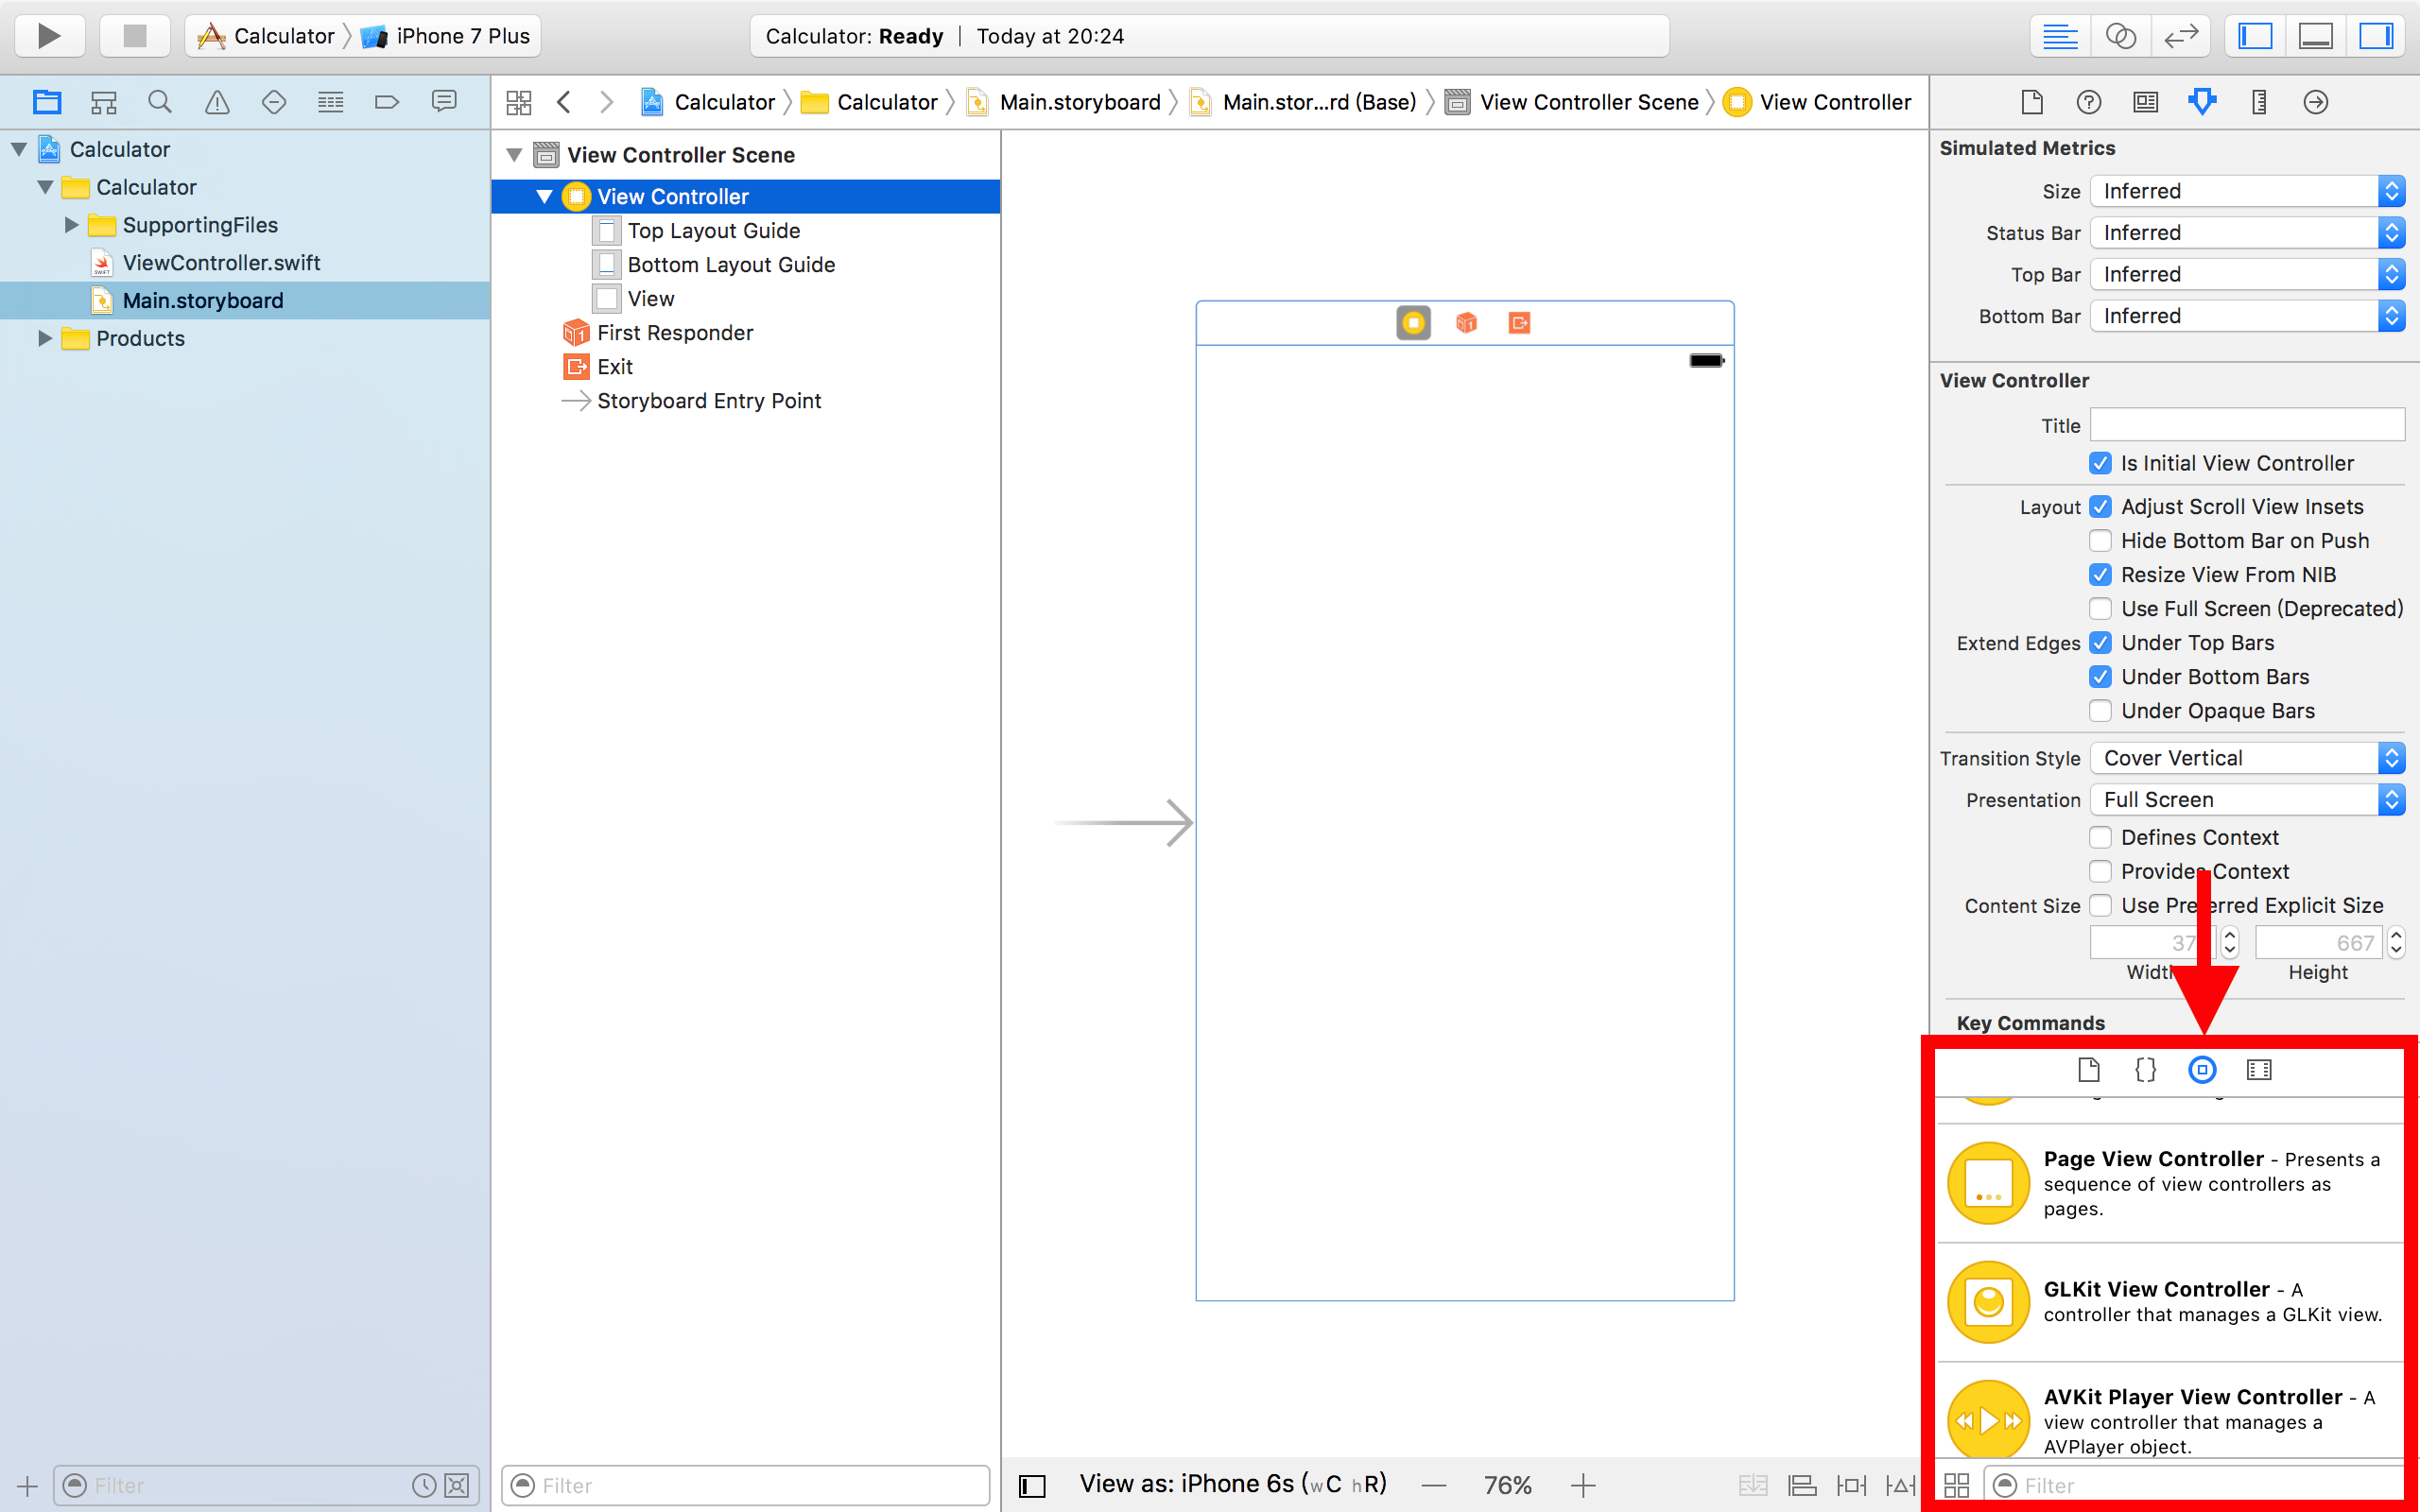 Calculator iPhone 7 Plus
Calculator: Ready Today at 20:24
Calculator Calculator Main.storyboard Main.stor...rd (Base) View Controller Scene View Controller
Calculator
Calculator
SupportingFiles
ViewController.swift
Main.storyboard
Products
Filter
View Controller Scene
View Controller
Top Layout Guide
Bottom Layout Guide
View
First Responder
Exit
Storyboard Entry Point
Filter
View as: iPhone 6s (wC hR) 76%
Simulated Metrics
Size Inferred
Status Bar Inferred
Top Bar Inferred
Bottom Bar Inferred
View Controller
Title
Is Initial View Controller
Layout Adjust Scroll View Insets
Hide Bottom Bar on Push
Resize View From NIB
Use Full Screen (Deprecated)
Extend Edges Under Top Bars
Under Bottom Bars
Under Opaque Bars
Transition Style Cover Vertical
Presentation Full Screen
Defines Context
Provides Context
Content Size Use Preferred Explicit Size
667
Width Height
Key Commands
Page View Controller - Presents a
sequence of view controllers as
pages.
GLKit View Controller - A
controller that manages a GLKit view.
AVKit Player View Controller - A
view controller that manages a
AVPlayer object.
Filter